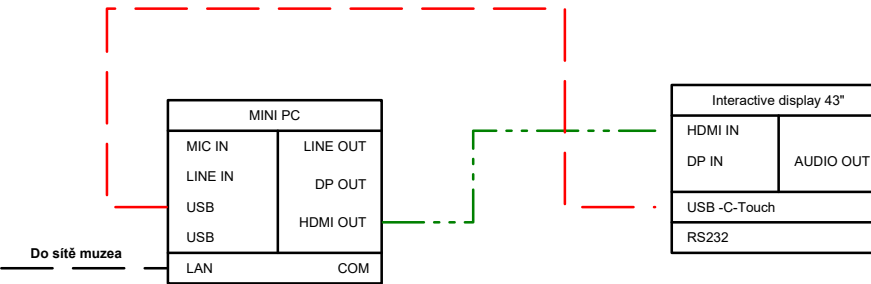 MINI PC
MIC IN
LINE OUT
LINE IN
DP OUT
USB
HDMI OUT
USB
LAN
COM
Do sítě muzea
Interactive display 43"
HDMI IN
DP IN
AUDIO OUT
USB -C-Touch
RS232